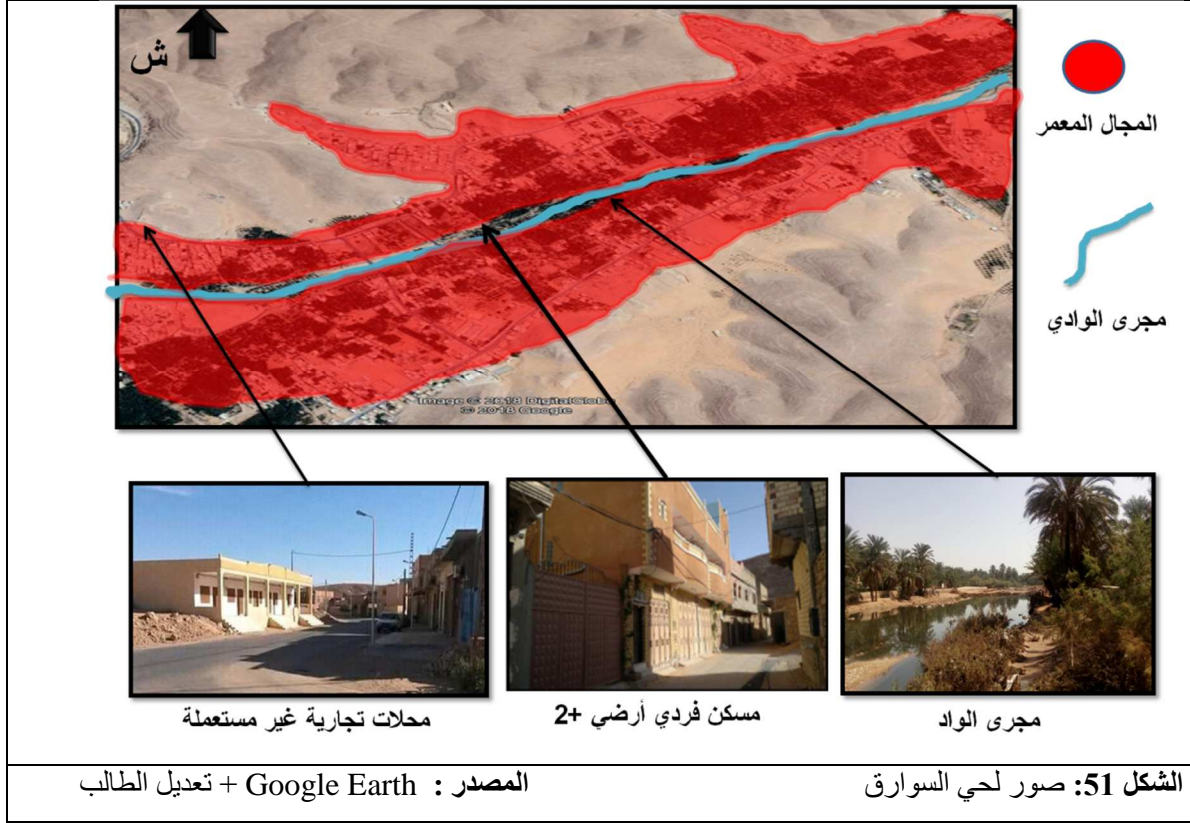 ش
المجال المعمر
مجرى الوادي
Image © 2018 DigitalGlobe
© 2018 Google
محلات تجارية غير مستعملة
مسكن فردي أرضي +2
مجرى الواد
الشكل 51: صور لحي السوارق
المصدر : Google Earth + تعديل الطالب